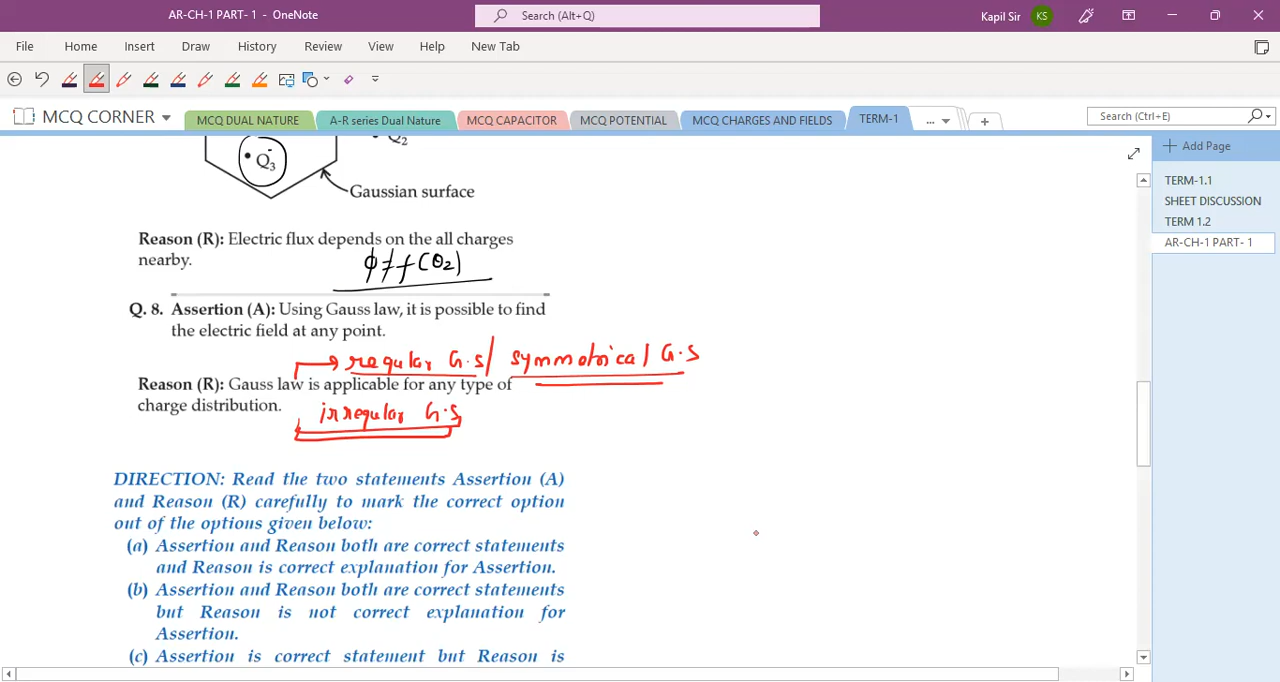 AR-CH-1 PART- 1 - OneNote
Search (Alt+Q)
Kapil Sir
KS
File Home Insert Draw History Review View Help New Tab
MCQ CORNER
MCQ DUAL NATURE
A-R series Dual Nature
MCQ CAPACITOR
MCQ POTENTIAL
MCQ CHARGES AND FIELDS
TERM-1
...
Search (Ctrl+E)
Add Page
TERM-1.1
SHEET DISCUSSION
TERM 1.2
AR-CH-1 PART- 1
Q2
Q3
Gaussian surface
Reason (R): Electric flux depends on the all charges
nearby.
ϕ ≠ f(Q2)
Q. 8. Assertion (A): Using Gauss law, it is possible to find
the electric field at any point.
regular G.S / symmetrical G.S
Reason (R): Gauss law is applicable for any type of
charge distribution.
irregular G.S
DIRECTION: Read the two statements Assertion (A)
and Reason (R) carefully to mark the correct option
out of the options given below:
(a) Assertion and Reason both are correct statements
and Reason is correct explanation for Assertion.
(b) Assertion and Reason both are correct statements
but Reason is not correct explanation for
Assertion.
(c) Assertion is correct statement but Reason is